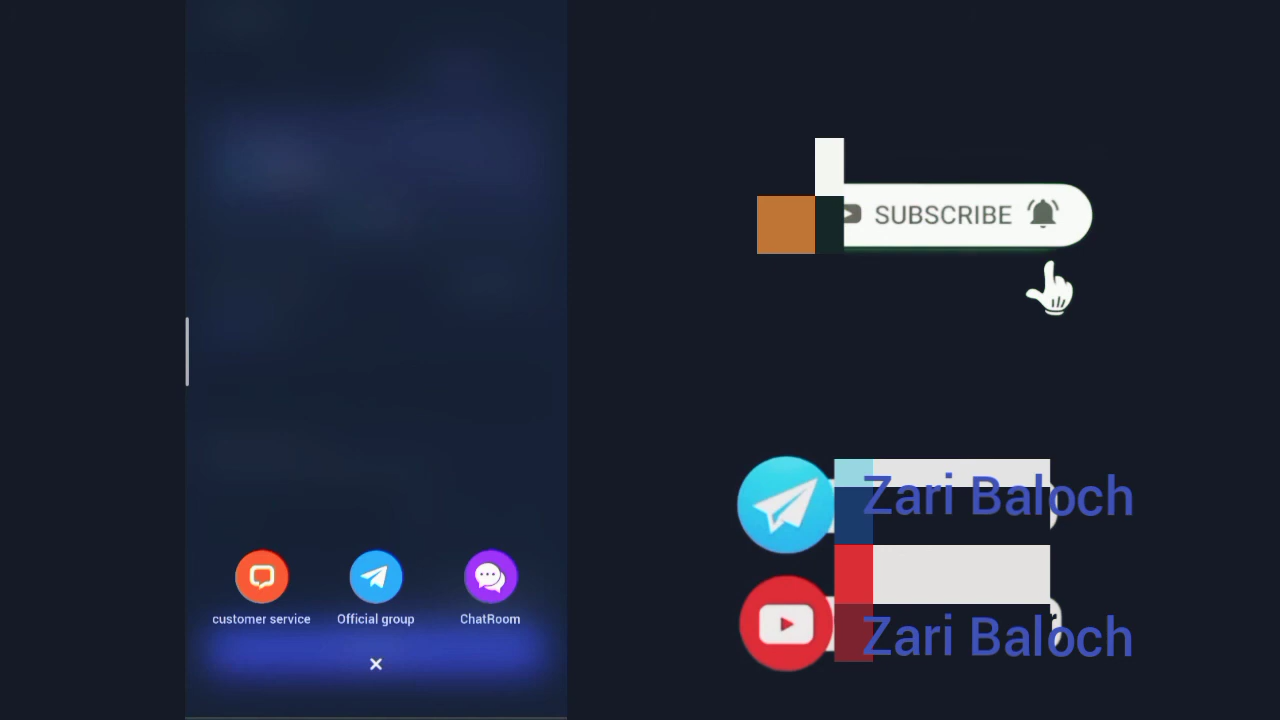 SUBSCRIBE
Zari Baloch
customer service
Official group
ChatRoom
Zari Baloch